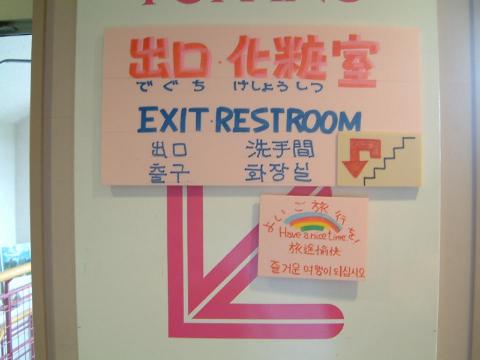 出口・化粧室
でぐち けしょうしつ
EXIT・RESTROOM
出口 洗手間
출구 화장실
よいご旅行を!
Have a nice time
旅途愉快
즐거운 여행이 되십시오